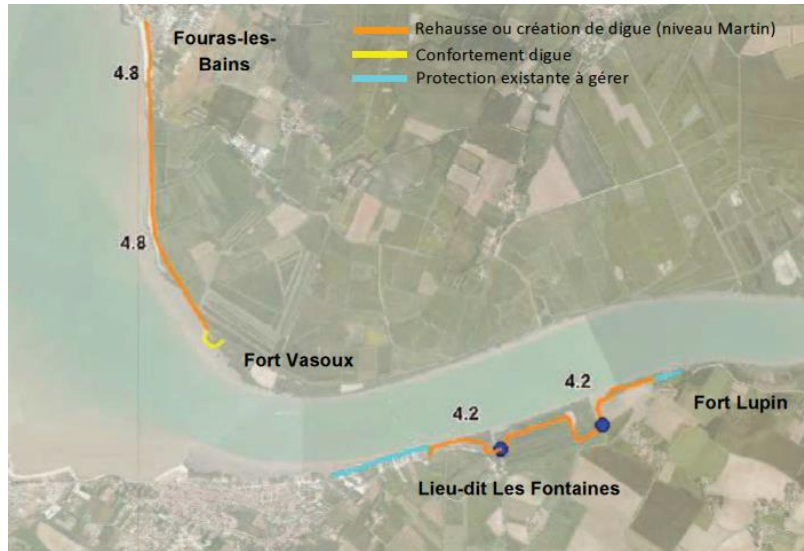 Fouras-les-
Bains
Rehausse ou création de digue (niveau Martin)
Confortement digue
Protection existante à gérer
4.8
4.8
Fort Vasoux
4.2
4.2
Fort Lupin
Lieu-dit Les Fontaines